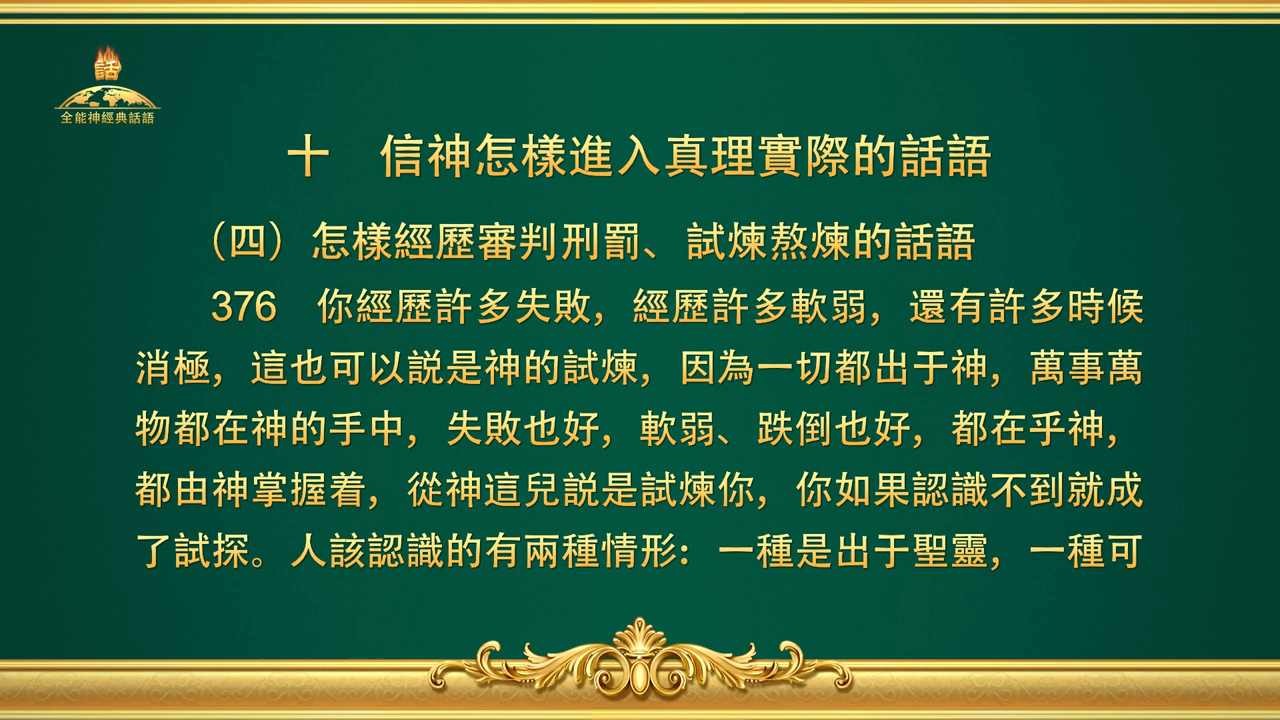 話
全能神經典話語
十　信神怎樣進入真理實際的話語
（四）怎樣經歷審判刑罰、試煉熬煉的話語
376　你經歷許多失敗，經歷許多軟弱，還有許多時候
消極，這也可以説是神的試煉，因為一切都出于神，萬事萬
物都在神的手中，失敗也好，軟弱、跌倒也好，都在乎神，
都由神掌握着，從神這兒説是試煉你，你如果認識不到就成
了試探。人該認識的有兩種情形：一種是出于聖靈，一種可